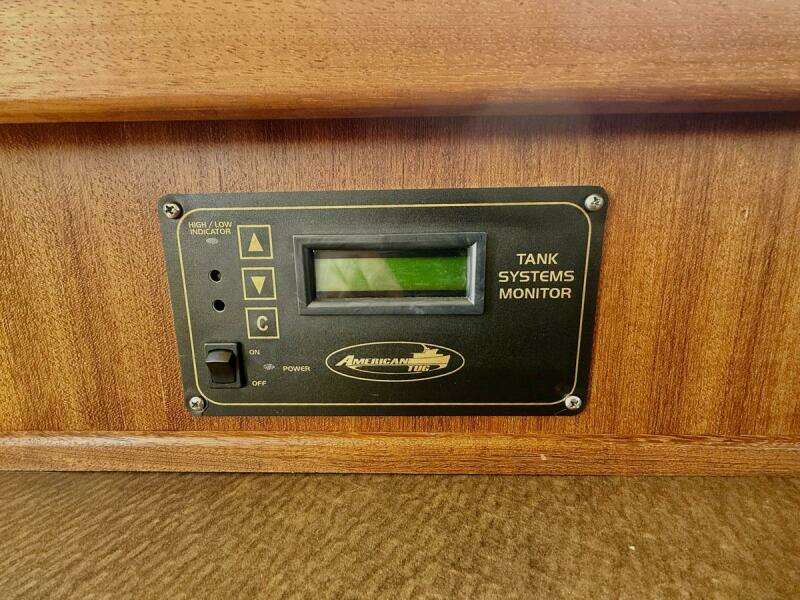 HIGH / LOW
INDICATOR
▲
▼
C
ON
POWER
OFF
TANK
SYSTEMS
MONITOR
AMERICAN
TUG